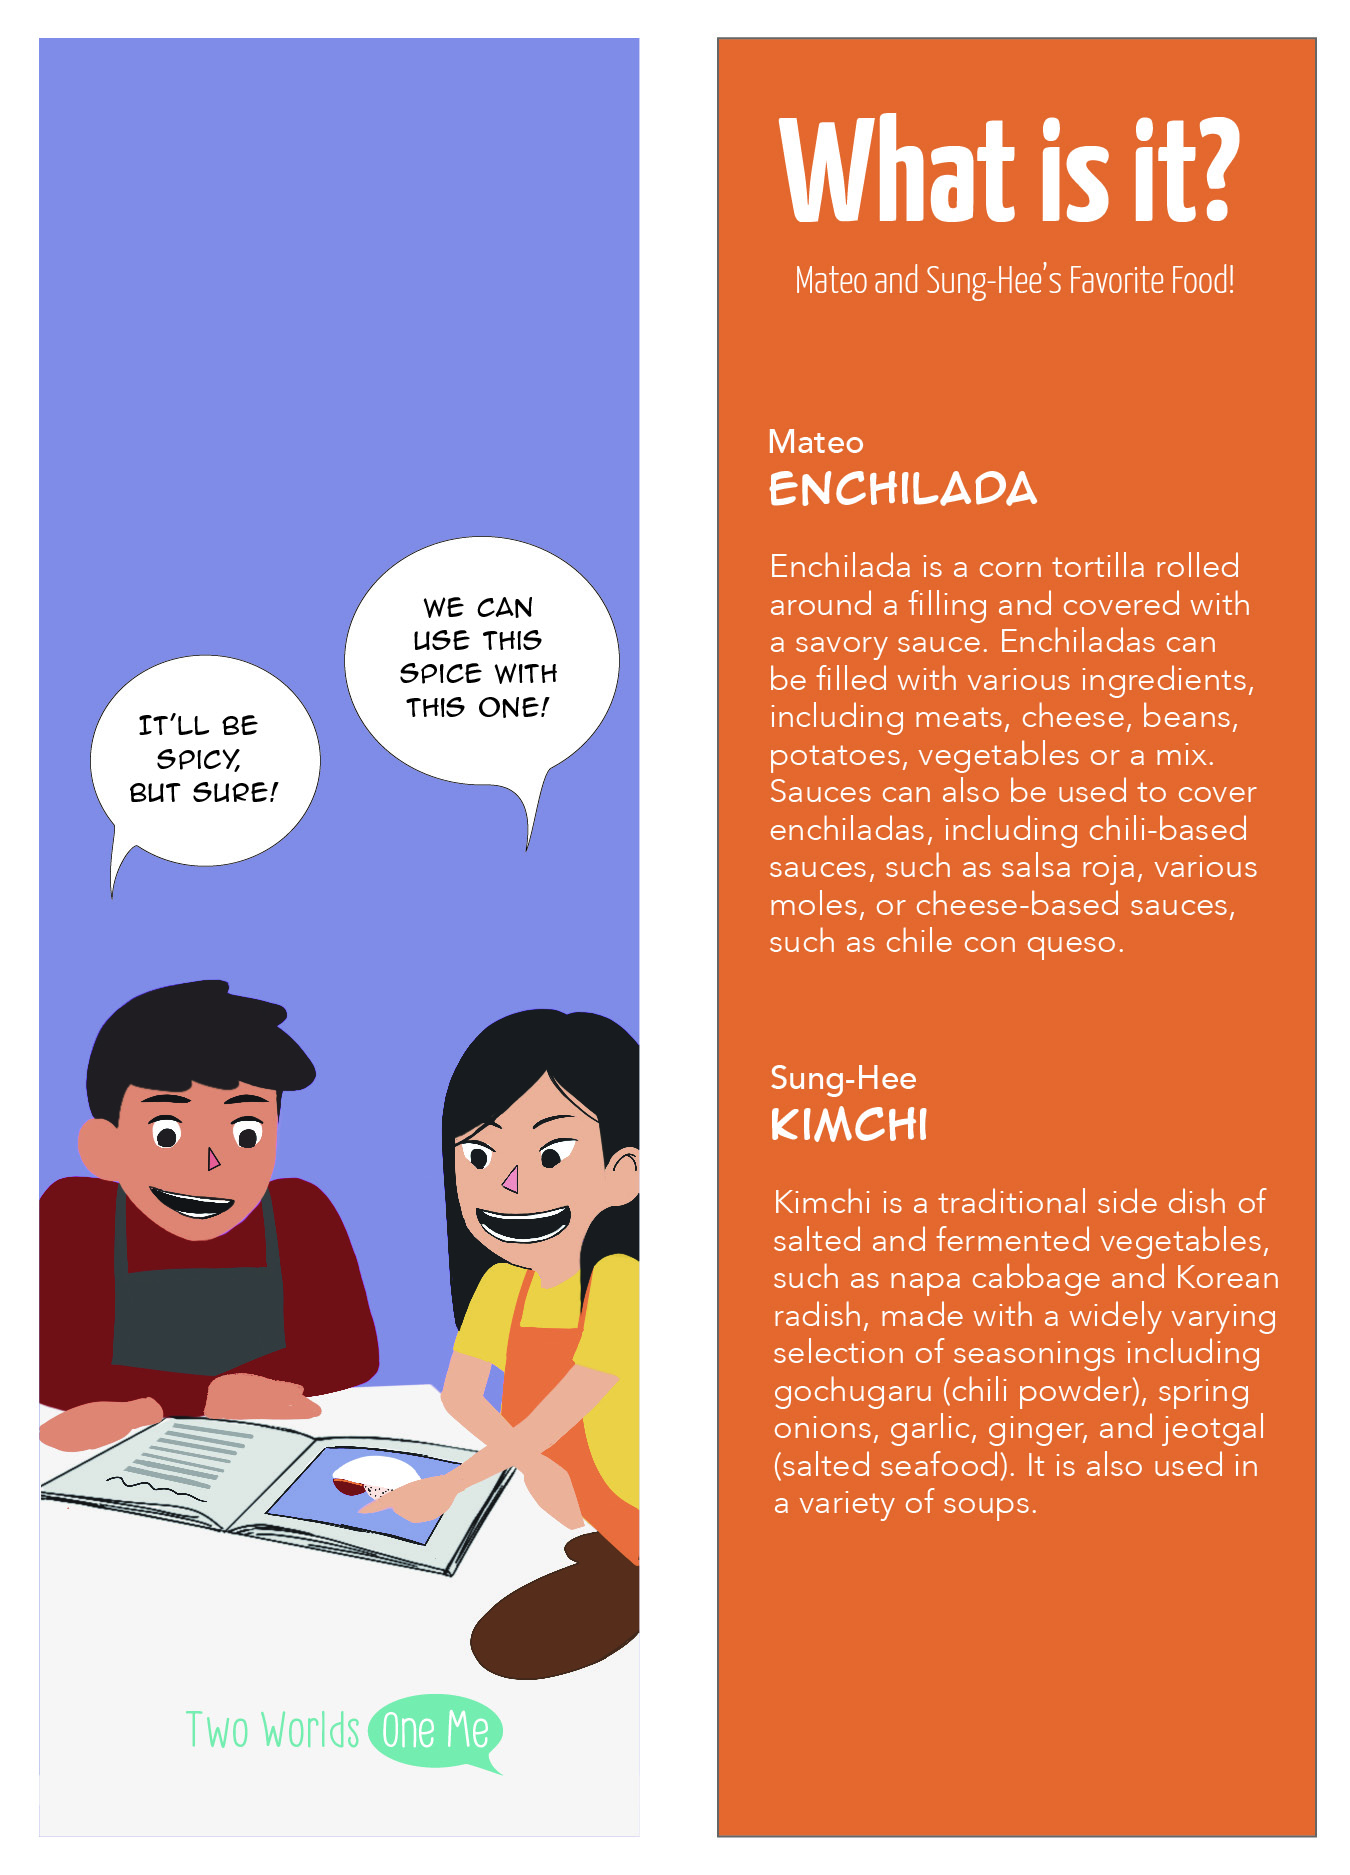 WE CAN
USE THIS
SPICE WITH
THIS ONE!
IT'LL BE
SPICY,
BUT SURE!
Two Worlds One Me
What is it?
Mateo and Sung-Hee's Favorite Food!
Mateo
ENCHILADA
Enchilada is a corn tortilla rolled
around a filling and covered with
a savory sauce. Enchiladas can
be filled with various ingredients,
including meats, cheese, beans,
potatoes, vegetables or a mix.
Sauces can also be used to cover
enchiladas, including chili-based
sauces, such as salsa roja, various
moles, or cheese-based sauces,
such as chile con queso.
Sung-Hee
KIMCHI
Kimchi is a traditional side dish of
salted and fermented vegetables,
such as napa cabbage and Korean
radish, made with a widely varying
selection of seasonings including
gochugaru (chili powder), spring
onions, garlic, ginger, and jeotgal
(salted seafood). It is also used in
a variety of soups.